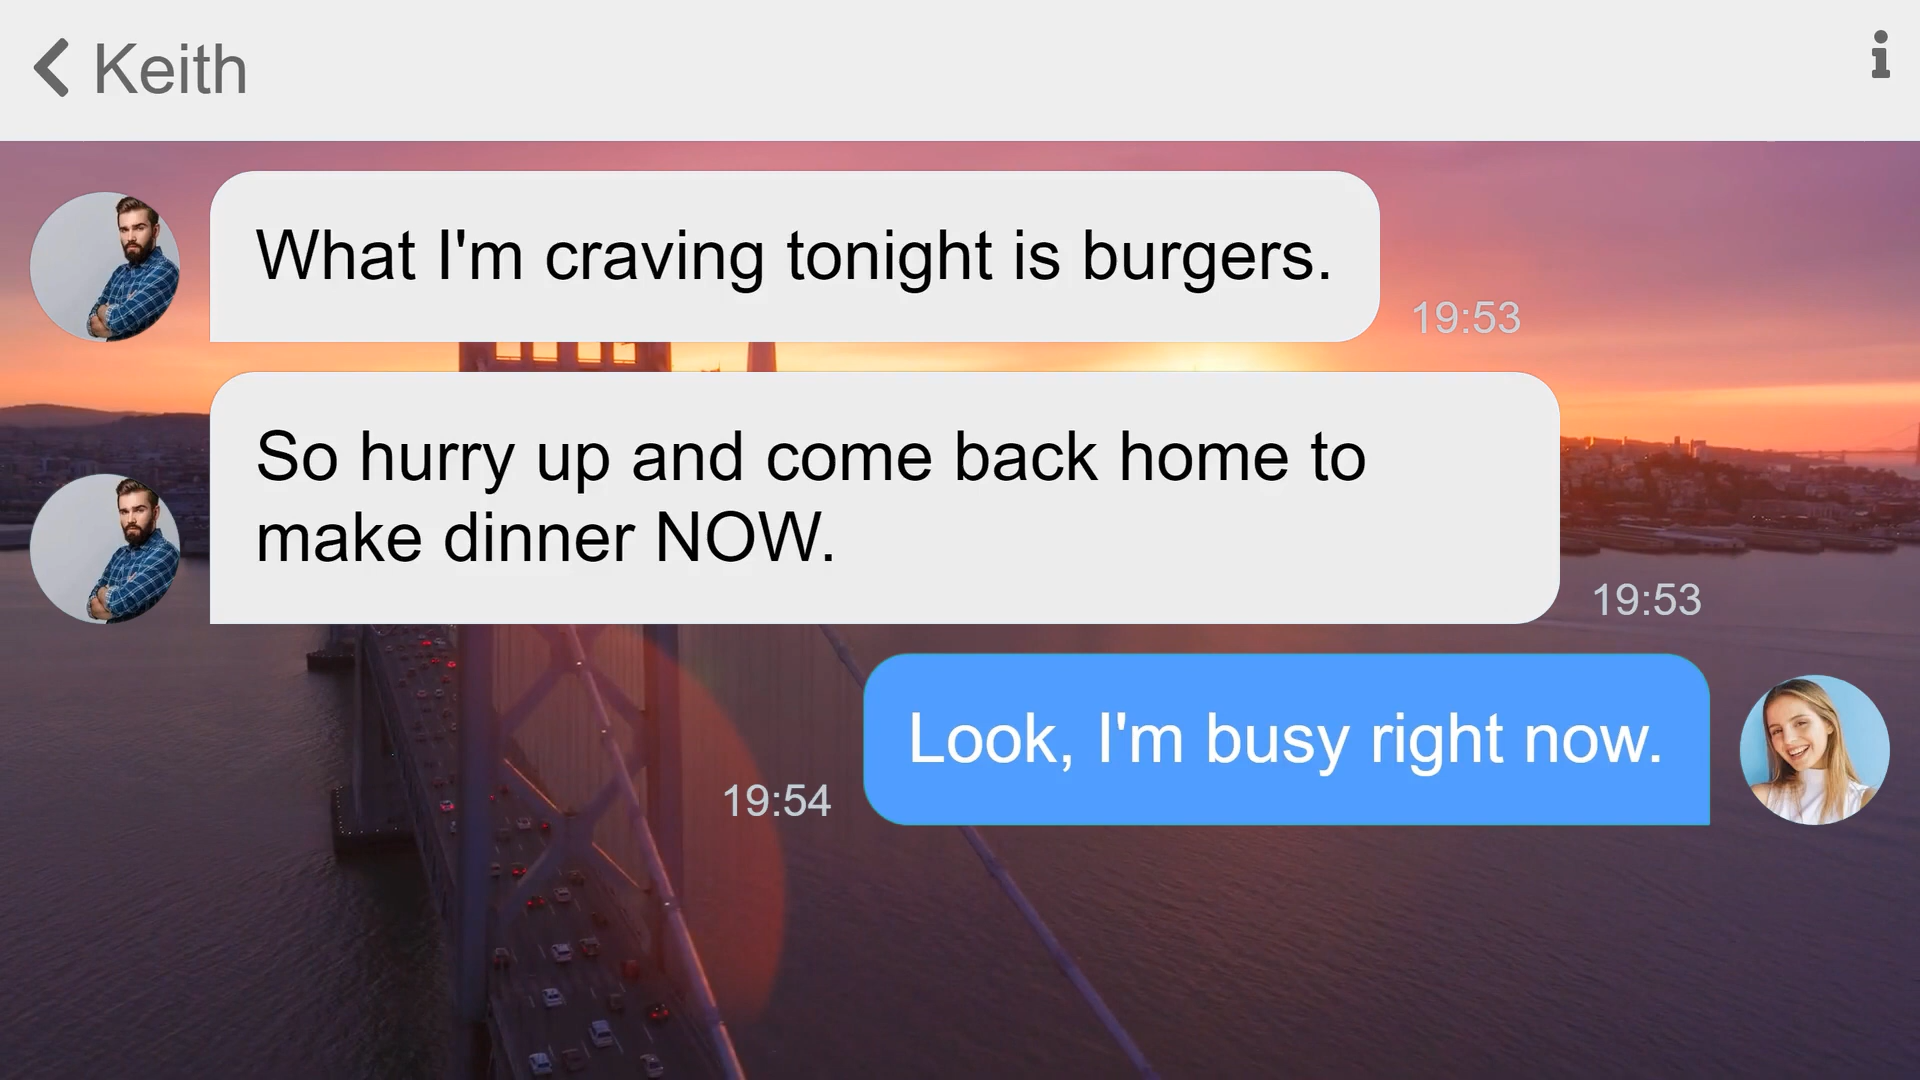 Keith
What I'm craving tonight is burgers.
19:53
So hurry up and come back home to
make dinner NOW.
19:53
Look, I'm busy right now.
19:54